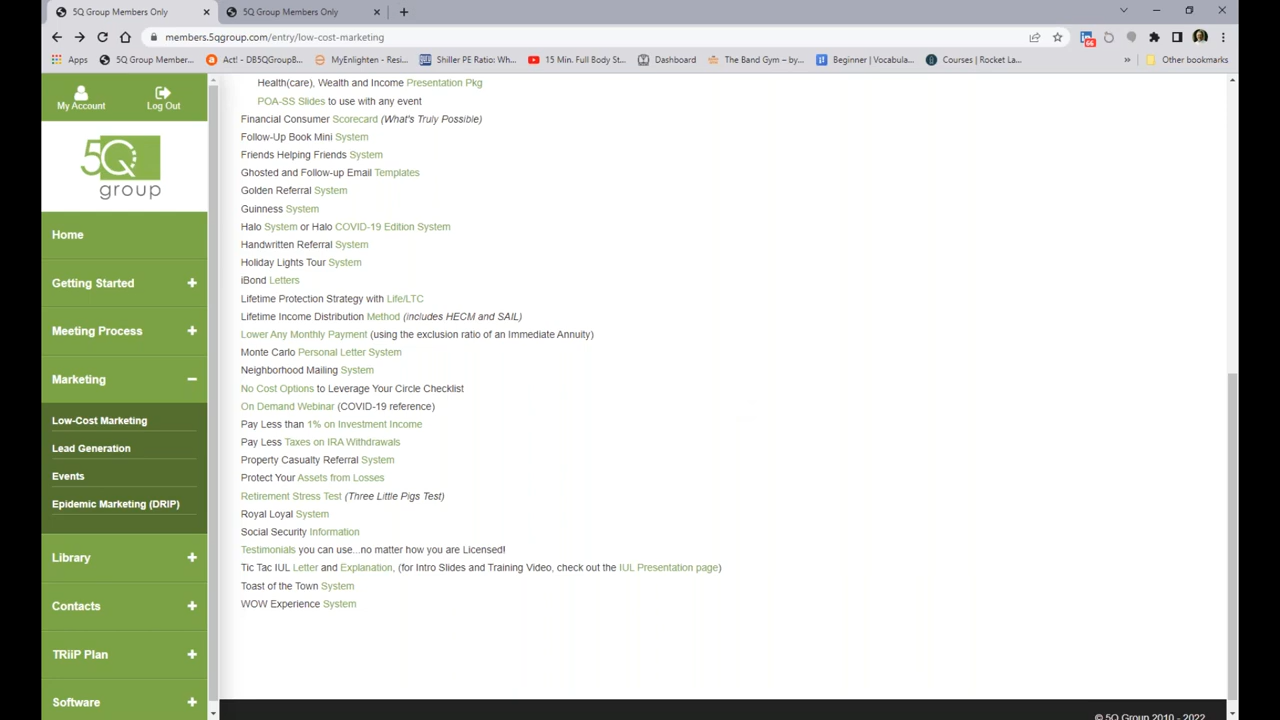 5Q Group Members Only
5Q Group Members Only
members.5qgroup.com/entry/low-cost-marketing
66
Apps
5Q Group Members...
Act! - DB5QGroupB...
MyEnlighten - Resi...
Shiller PE Ratio: Wh...
15 Min. Full Body St...
Dashboard
The Band Gym – by...
Beginner | Vocabula...
Courses | Rocket La...
»
Other bookmarks
My Account
Log Out
5Q
group
Home
Getting Started +
Meeting Process +
Marketing −
Low-Cost Marketing
Lead Generation
Events
Epidemic Marketing (DRIP)
Library +
Contacts +
TRiiP Plan +
Software +
Health(care), Wealth and Income Presentation Pkg
POA-SS Slides to use with any event
Financial Consumer Scorecard (What's Truly Possible)
Follow-Up Book Mini System
Friends Helping Friends System
Ghosted and Follow-up Email Templates
Golden Referral System
Guinness System
Halo System or Halo COVID-19 Edition System
Handwritten Referral System
Holiday Lights Tour System
iBond Letters
Lifetime Protection Strategy with Life/LTC
Lifetime Income Distribution Method (includes HECM and SAIL)
Lower Any Monthly Payment (using the exclusion ratio of an Immediate Annuity)
Monte Carlo Personal Letter System
Neighborhood Mailing System
No Cost Options to Leverage Your Circle Checklist
On Demand Webinar (COVID-19 reference)
Pay Less than 1% on Investment Income
Pay Less Taxes on IRA Withdrawals
Property Casualty Referral System
Protect Your Assets from Losses
Retirement Stress Test (Three Little Pigs Test)
Royal Loyal System
Social Security Information
Testimonials you can use...no matter how you are Licensed!
Tic Tac IUL Letter and Explanation, (for Intro Slides and Training Video, check out the IUL Presentation page)
Toast of the Town System
WOW Experience System
© 5Q Group 2010 - 2022